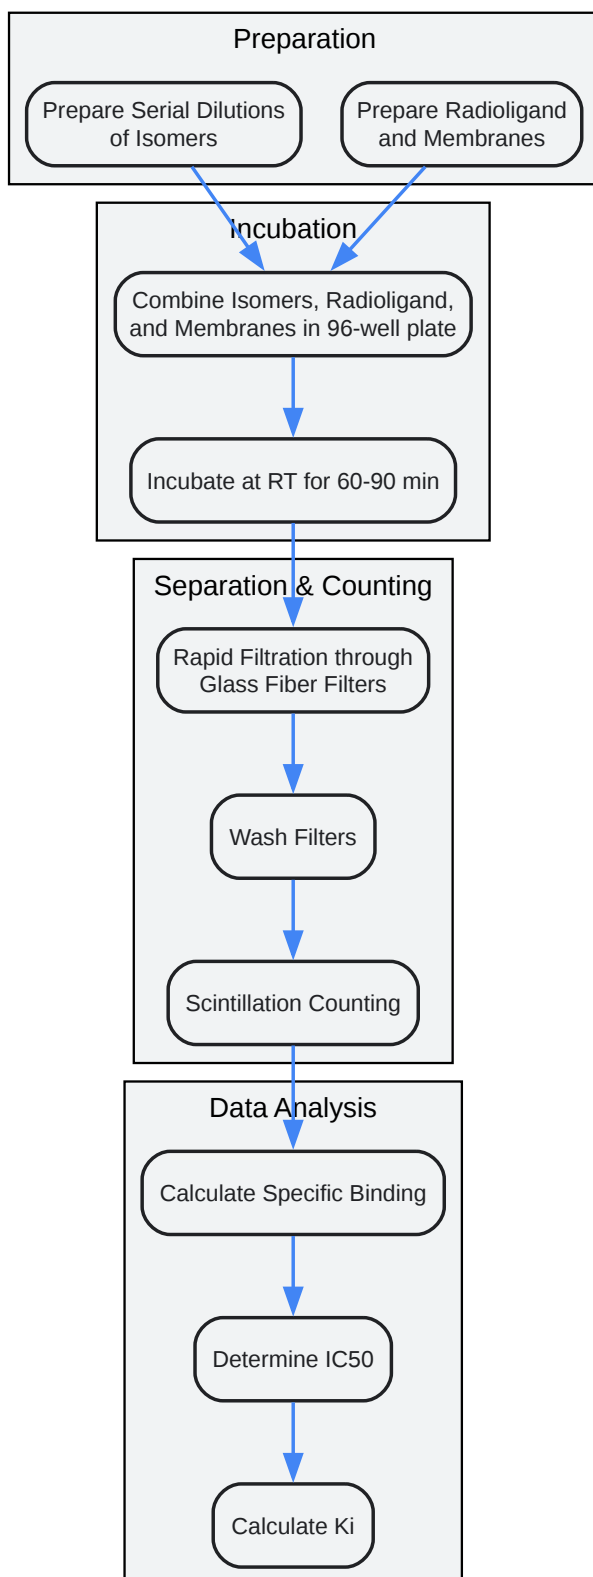 Preparation
Prepare Serial Dilutions
of Isomers
Prepare Radioligand
and Membranes
Incubation
Combine Isomers, Radioligand,
and Membranes in 96-well plate
Incubate at RT for 60-90 min
Separation & Counting
Rapid Filtration through
Glass Fiber Filters
Wash Filters
Scintillation Counting
Data Analysis
Calculate Specific Binding
Determine IC50
Calculate Ki